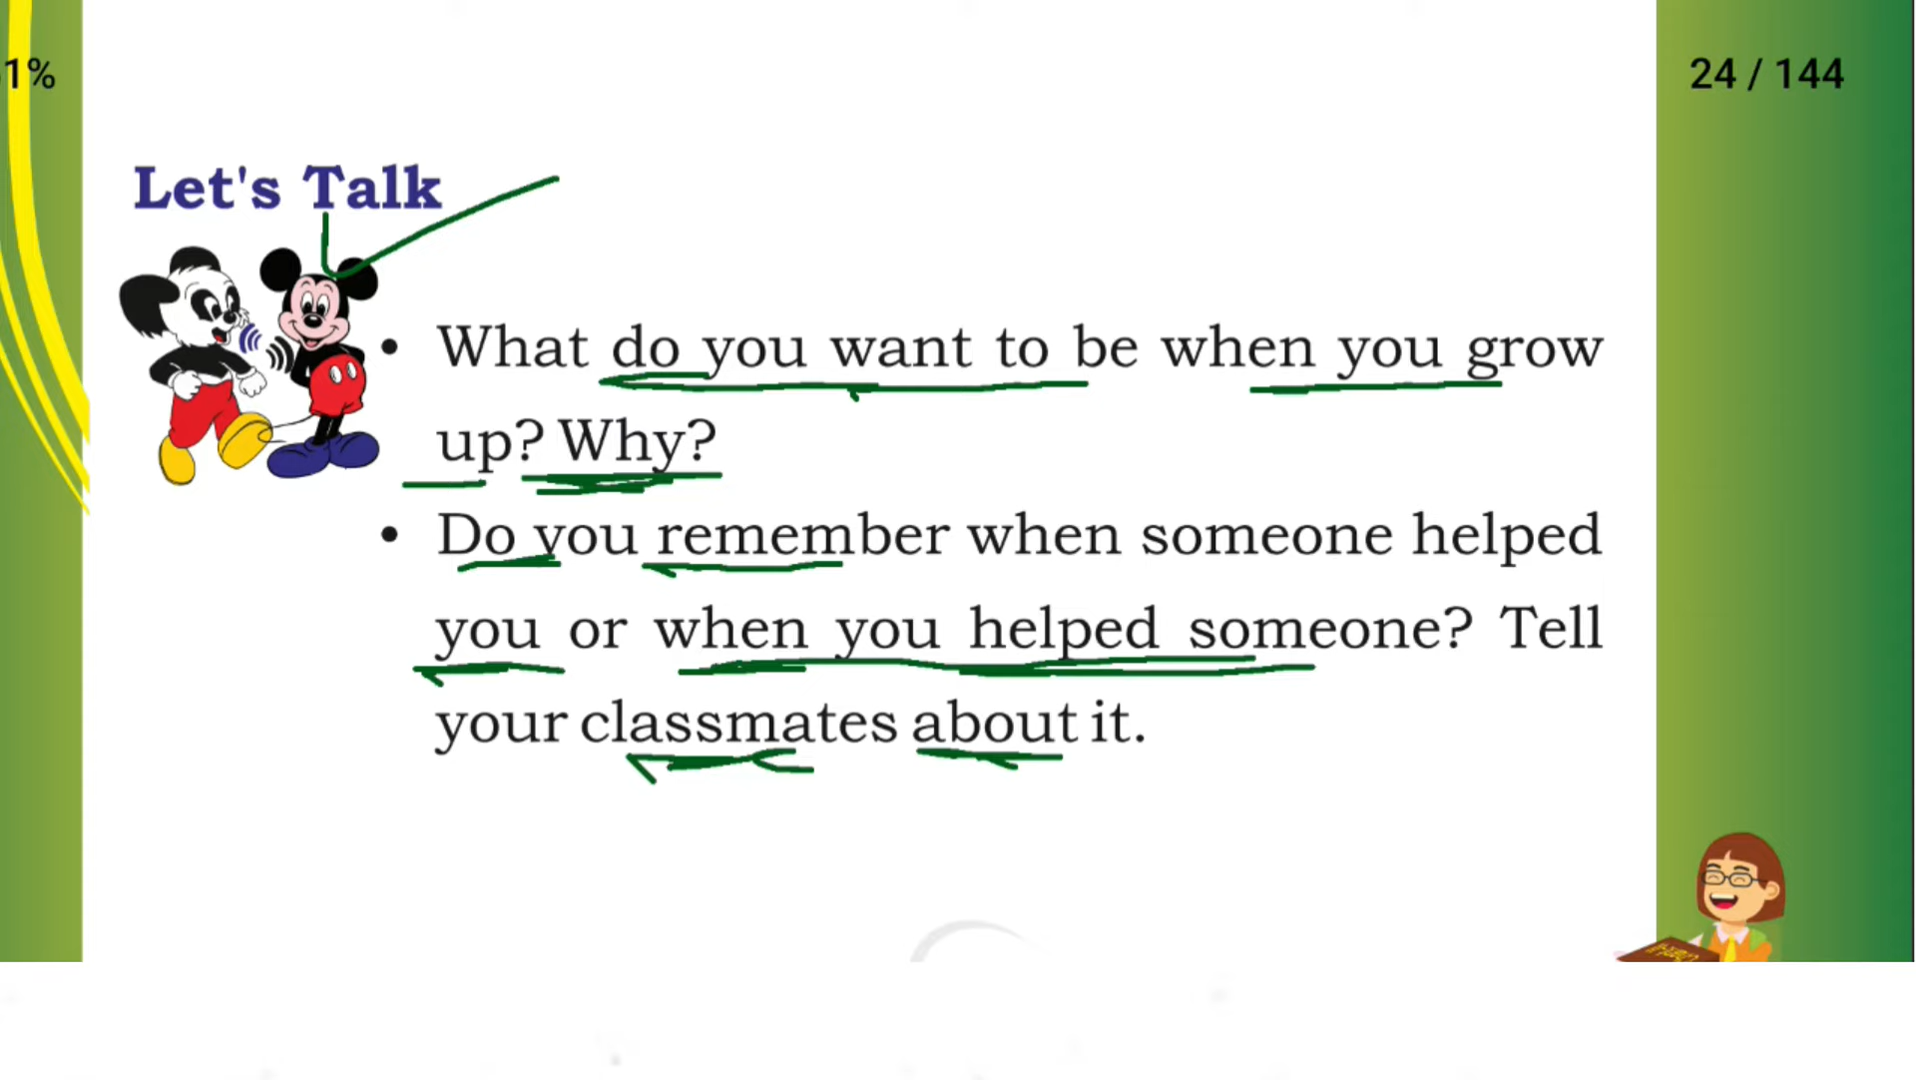 1%
24 / 144
Let's Talk
• What do you want to be when you grow
up? Why?
• Do you remember when someone helped
you or when you helped someone? Tell
your classmates about it.